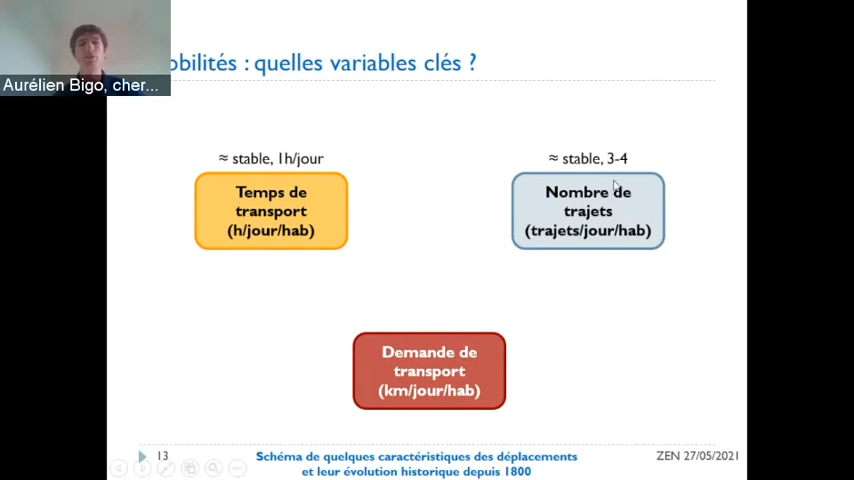 obilités : quelles variables clés ?
Aurélien Bigo, cher...
≈ stable, 1h/jour
≈ stable, 3-4
Temps de
transport
(h/jour/hab)
Nombre de
trajets
(trajets/jour/hab)
Demande de
transport
(km/jour/hab)
13
Schéma de quelques caractéristiques des déplacements
et leur évolution historique depuis 1800
ZEN 27/05/2021